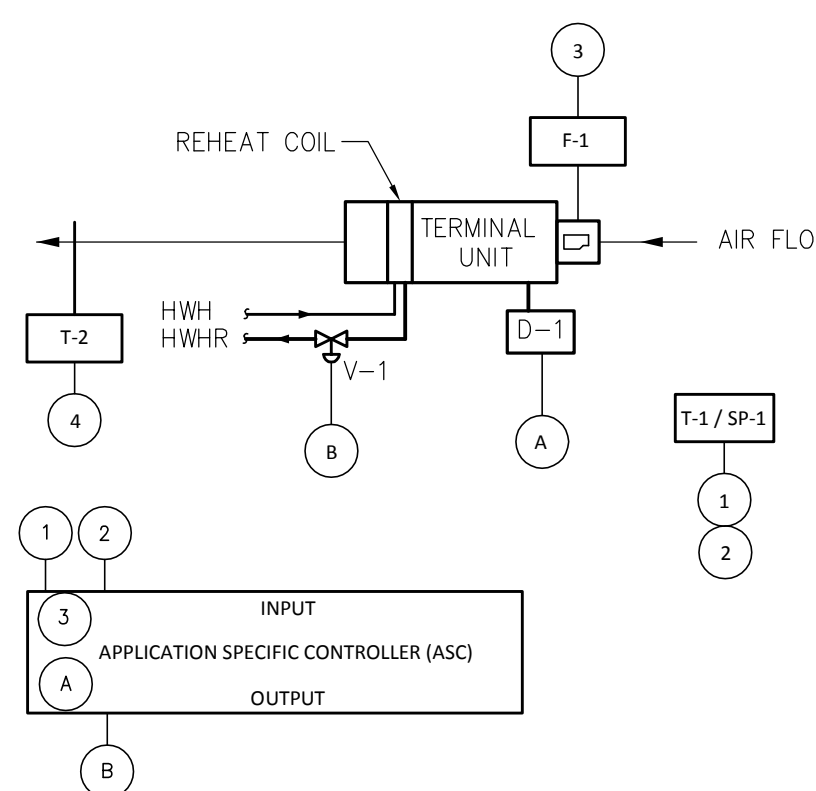 3
F-1
REHEAT COIL
TERMINAL
UNIT
AIR FLO
HWH
HWHR
T-2
V-1
D-1
4
B
A
T-1 / SP-1
1
2
1
2
3
INPUT
APPLICATION SPECIFIC CONTROLLER (ASC)
A
OUTPUT
B